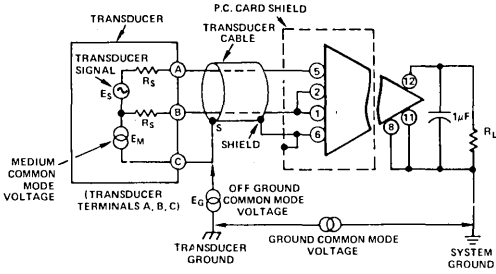 TRANSDUCER
P.C. CARD SHIELD
TRANSDUCER
CABLE
TRANSDUCER
SIGNAL
RS
A
5
12
ES
2
RS
B
1
11
1µF
RL
8
EM
S
6
SHIELD
MEDIUM
COMMON
MODE
VOLTAGE
C
(TRANSDUCER
TERMINALS A, B, C)
EG
OFF GROUND
COMMON MODE
VOLTAGE
TRANSDUCER
GROUND
GROUND COMMON MODE
VOLTAGE
SYSTEM
GROUND